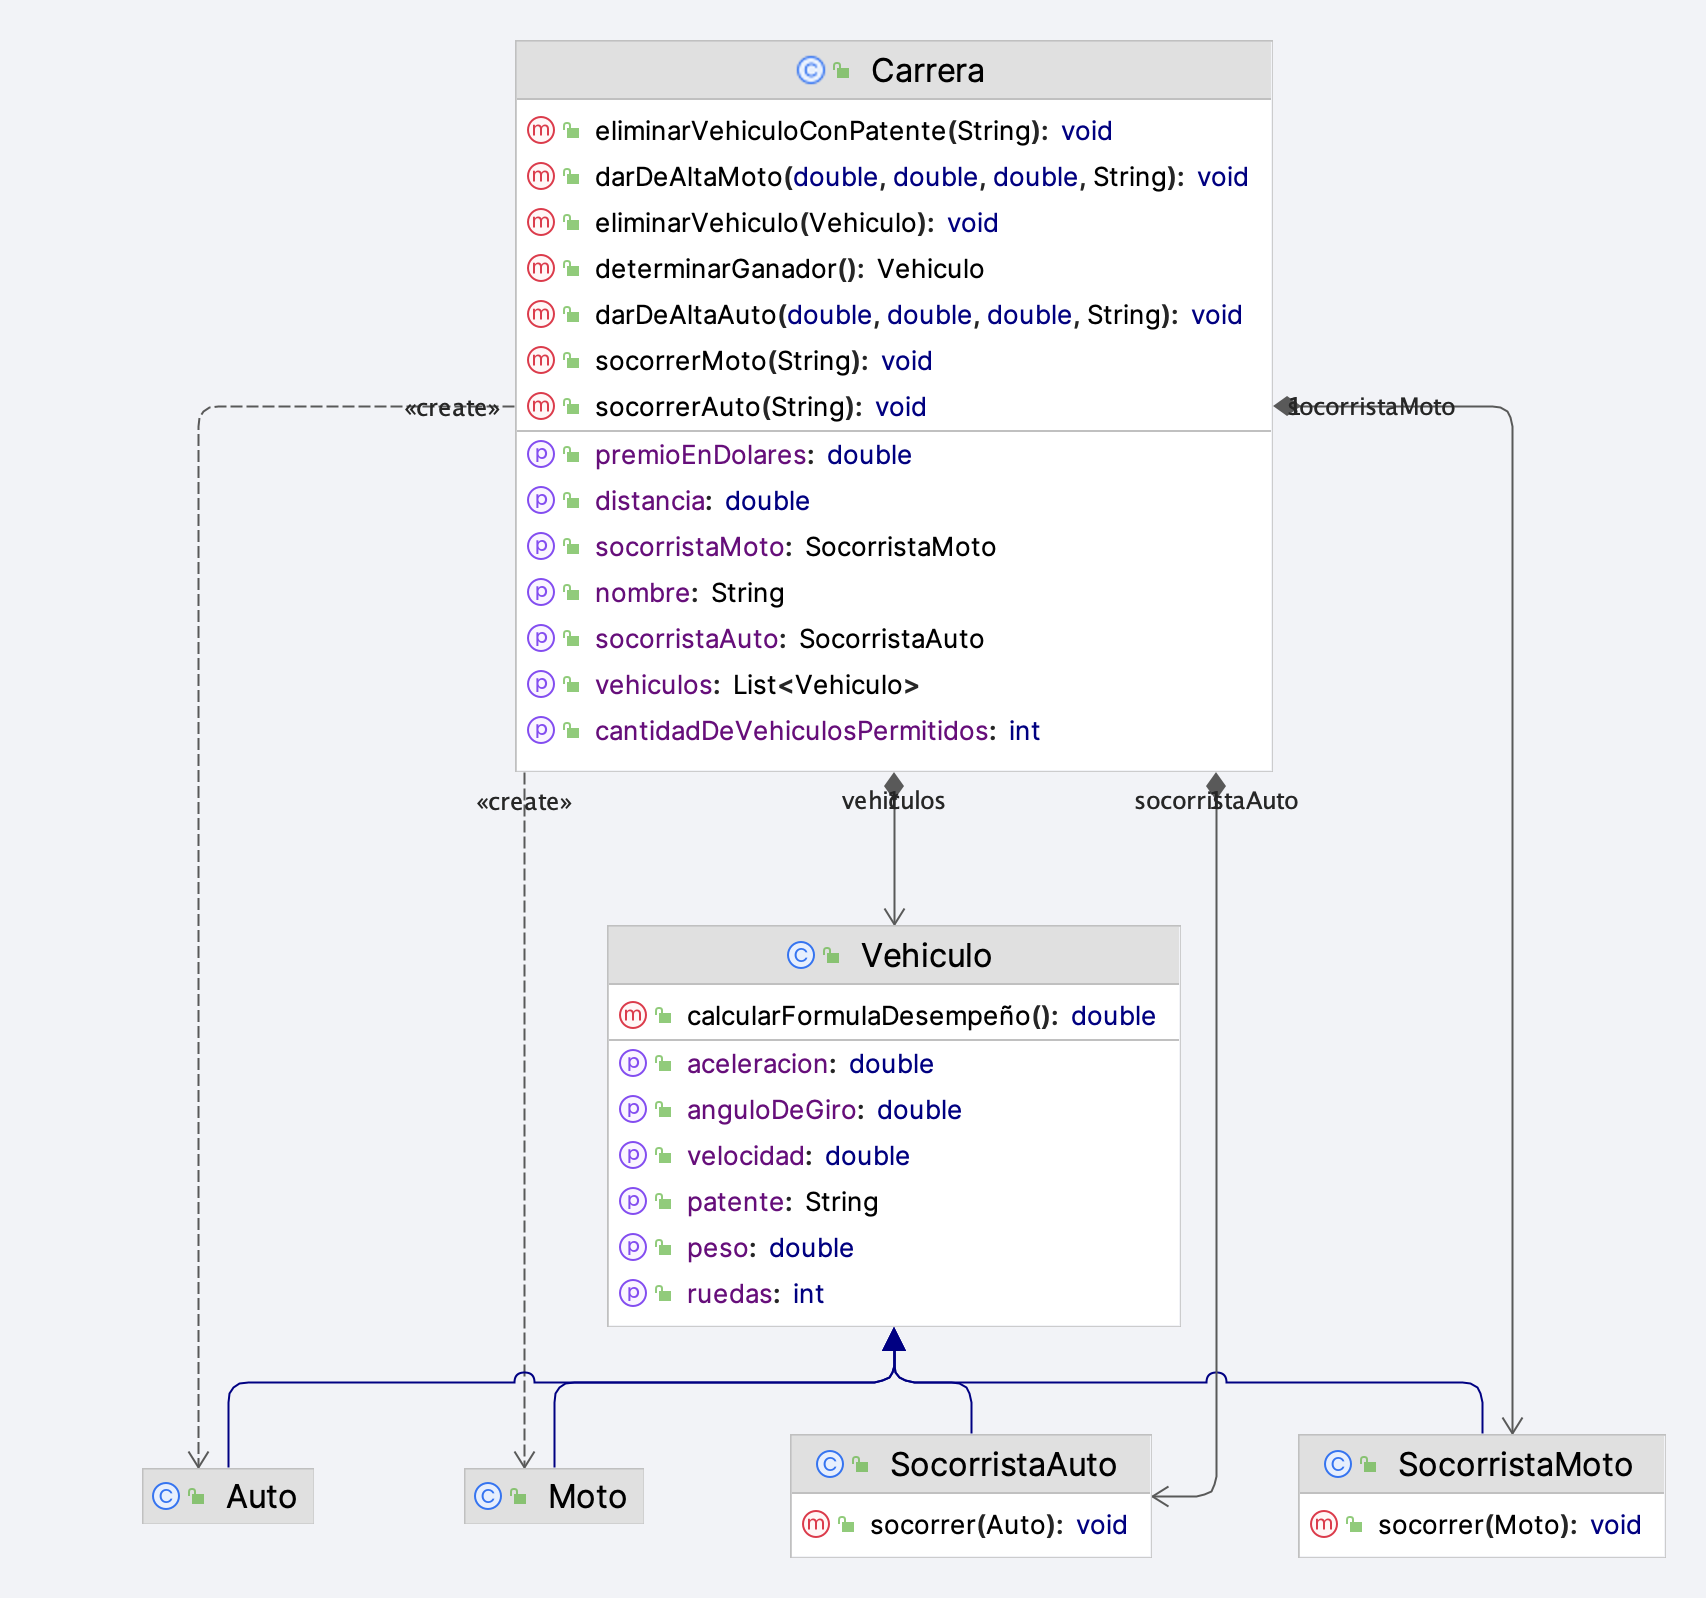 Carrera
eliminarVehiculoConPatente(String): void
darDeAltaMoto(double, double, double, String): void
eliminarVehiculo(Vehiculo): void
determinarGanador(): Vehiculo
darDeAltaAuto(double, double, double, String): void
socorrerMoto(String): void
socorrerAuto(String): void
premioEnDolares: double
distancia: double
socorristaMoto: SocorristaMoto
nombre: String
socorristaAuto: SocorristaAuto
vehiculos: List<Vehiculo>
cantidadDeVehiculosPermitidos: int
«create»
socorristaMoto
«create»
vehiculos
socorristaAuto
Vehiculo
calcularFormulaDesempeño(): double
aceleracion: double
anguloDeGiro: double
velocidad: double
patente: String
peso: double
ruedas: int
Auto
Moto
SocorristaAuto
socorrer(Auto): void
SocorristaMoto
socorrer(Moto): void